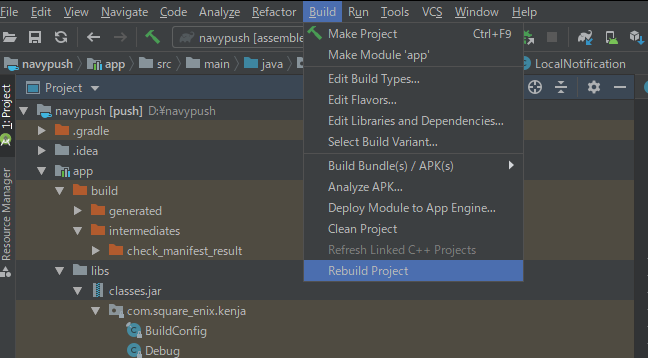 File Edit View Navigate Code Analyze Refactor Build Run Tools VCS Window Help
navypush [assemble
navypush app src main java LocalNotification
Make Project Ctrl+F9
Make Module 'app'
Edit Build Types...
Edit Flavors...
Edit Libraries and Dependencies...
Select Build Variant...
Build Bundle(s) / APK(s)
Analyze APK...
Deploy Module to App Engine...
Clean Project
Refresh Linked C++ Projects
Rebuild Project
1: Project
Resource Manager
Project
navypush [push] D:¥navypush
.gradle
.idea
app
build
generated
intermediates
check_manifest_result
libs
classes.jar
com.square_enix.kenja
BuildConfig
Debug